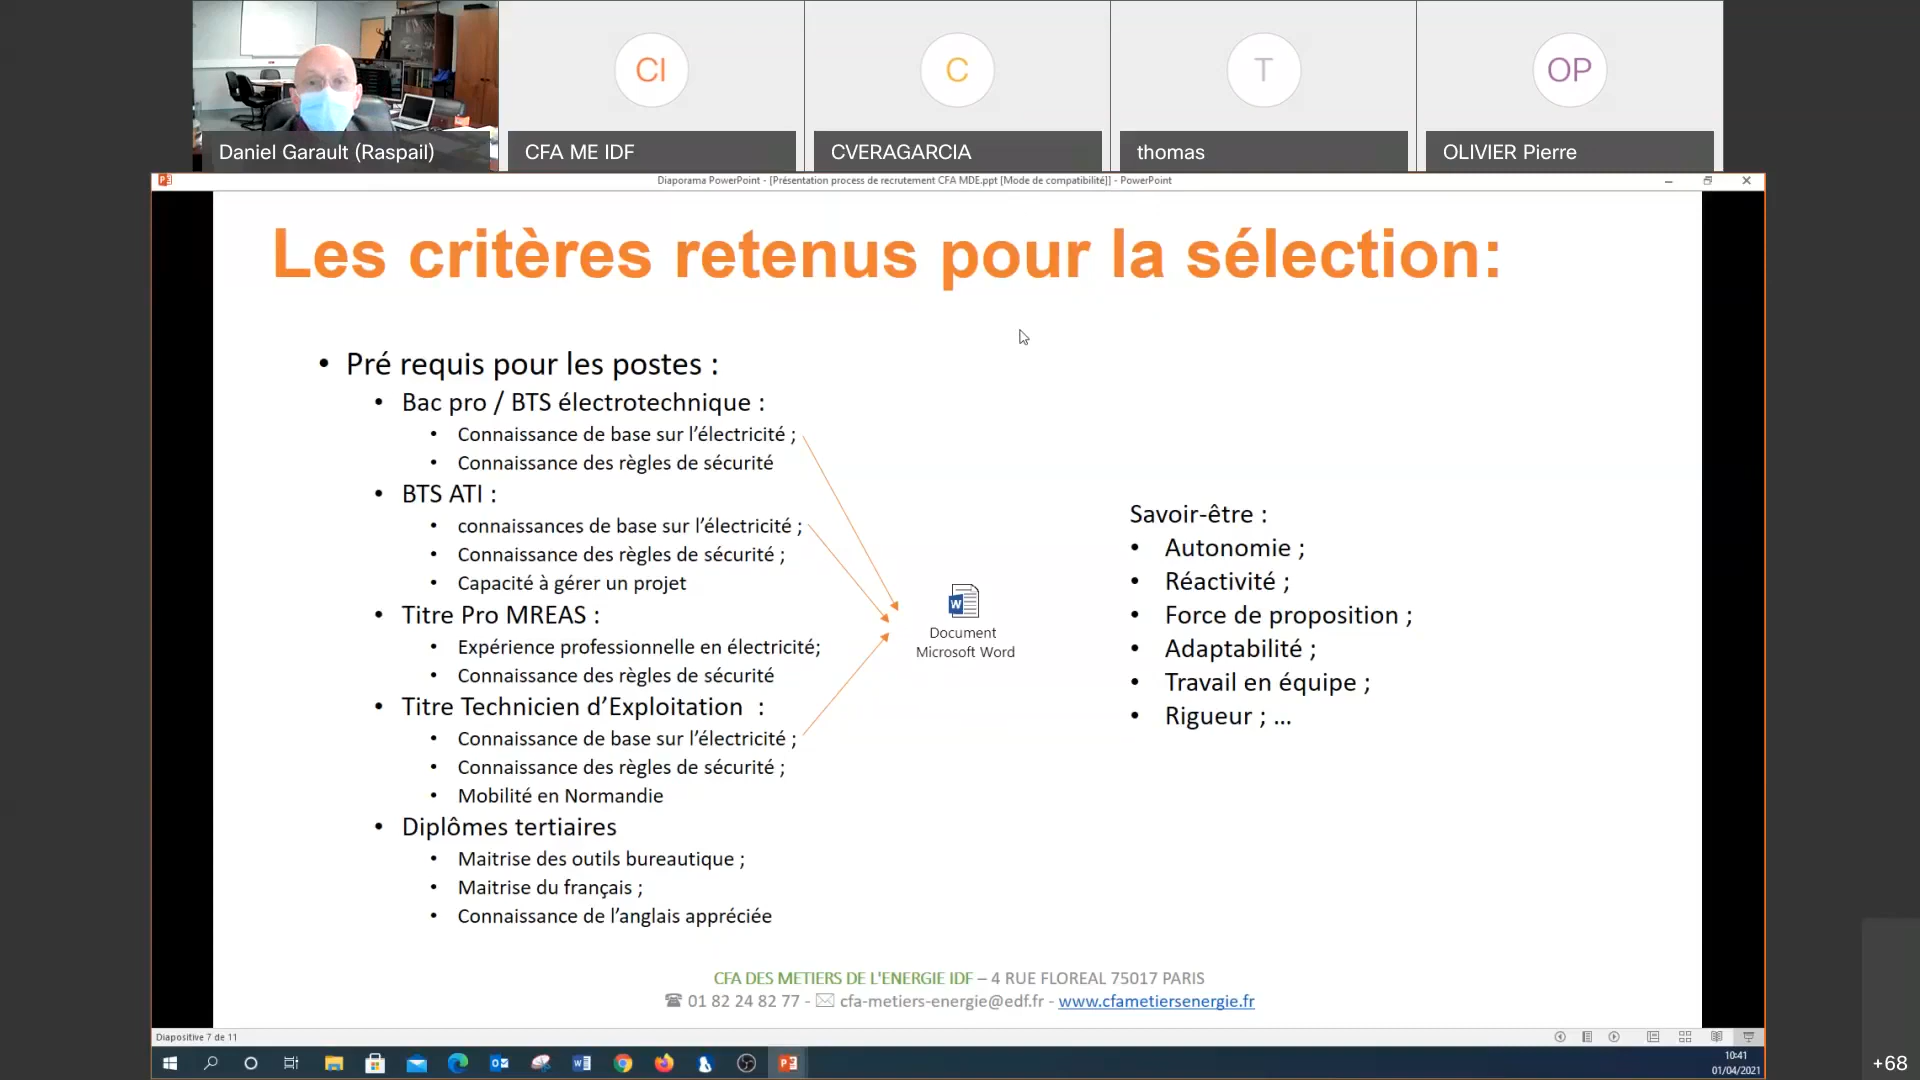 CI
C
T
OP
Daniel Garault (Raspail)
CFA ME IDF
CVERAGARCIA
thomas
OLIVIER Pierre
Diaporama PowerPoint - [Présentation process de recrutement CFA MDE.ppt [Mode de compatibilité]] - PowerPoint
Les critères retenus pour la sélection:
• Pré requis pour les postes :
• Bac pro / BTS électrotechnique :
• Connaissance de base sur l’électricité ;
• Connaissance des règles de sécurité
• BTS ATI :
• connaissances de base sur l’électricité ;
• Connaissance des règles de sécurité ;
• Capacité à gérer un projet
• Titre Pro MREAS :
• Expérience professionnelle en électricité;
• Connaissance des règles de sécurité
• Titre Technicien d’Exploitation :
• Connaissance de base sur l’électricité ;
• Connaissance des règles de sécurité ;
• Mobilité en Normandie
• Diplômes tertiaires
• Maitrise des outils bureautique ;
• Maitrise du français ;
• Connaissance de l’anglais appréciée
Document
Microsoft Word
Savoir-être :
• Autonomie ;
• Réactivité ;
• Force de proposition ;
• Adaptabilité ;
• Travail en équipe ;
• Rigueur ; ...
CFA DES METIERS DE L'ENERGIE IDF – 4 RUE FLOREAL 75017 PARIS
01 82 24 82 77 - cfa-metiers-energie@edf.fr - www.cfametiersenergie.fr
Diapositive 7 de 11
10:41
01/04/2021
+68